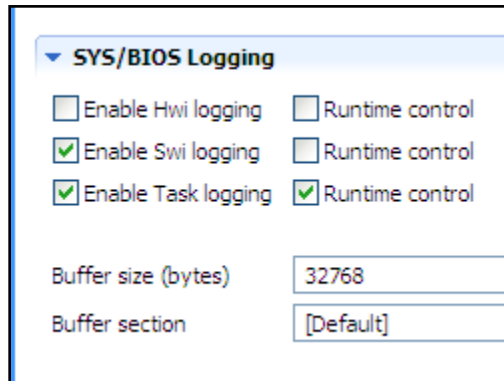 SYS/BIOS Logging
Enable Hwi logging Runtime control
Enable Swi logging Runtime control
Enable Task logging Runtime control
Buffer size (bytes) 32768
Buffer section [Default]